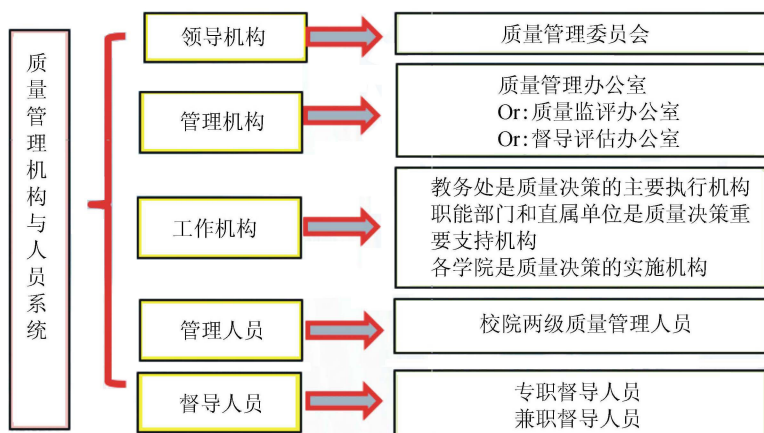 质量管理机构与人员系统
领导机构
质量管理委员会
管理机构
质量管理办公室
Or:质量监评办公室
Or:督导评估办公室
工作机构
教务处是质量决策的主要执行机构
职能部门和直属单位是质量决策重
要支持机构
各学院是质量决策的实施机构
管理人员
校院两级质量管理人员
督导人员
专职督导人员
兼职督导人员